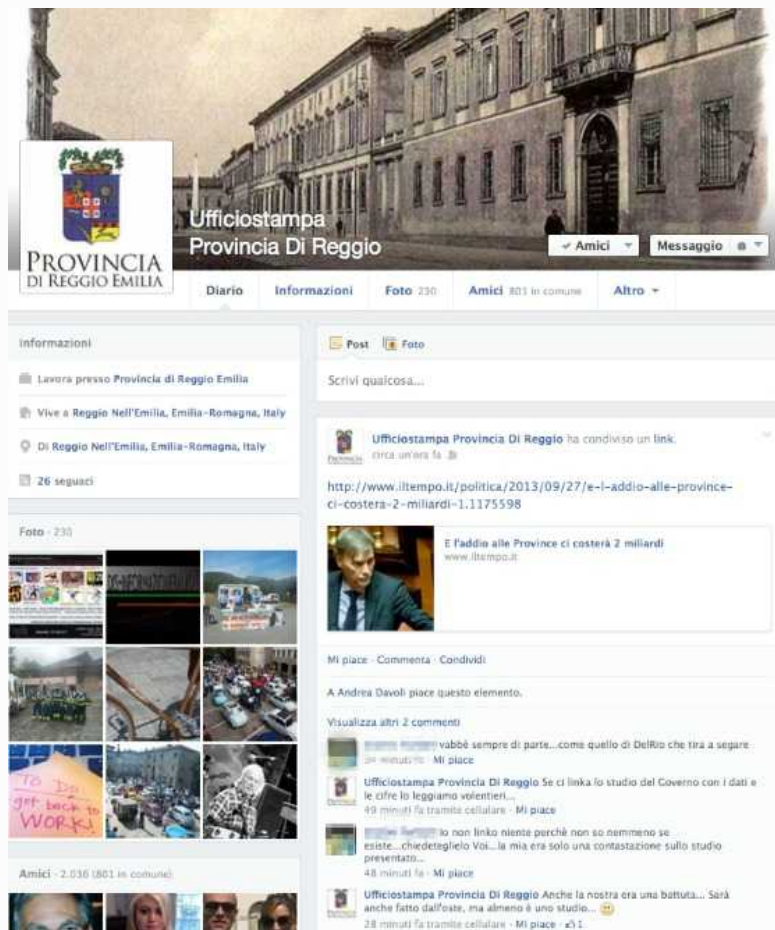 Ufficiostampa
Provincia Di Reggio
Amici
Messaggio
PROVINCIA
DI REGGIO EMILIA
Diario
Informazioni
Foto 230
Amici 801 in comune
Altro
Informazioni
Lavora presso Provincia di Reggio Emilia
Vive a Reggio Nell'Emilia, Emilia-Romagna, Italy
Di Reggio Nell'Emilia, Emilia-Romagna, Italy
26 seguaci
Foto · 230
TO DO:
get back to
WORK!
Amici · 2.036 (801 in comune)
Post
Foto
Scrivi qualcosa...
Ufficiostampa Provincia Di Reggio ha condiviso un link.
circa un'ora fa
http://www.iltempo.it/politica/2013/09/27/e-l-addio-alle-province-
ci-costera-2-miliardi-1.1175598
E l'addio alle Province ci costerà 2 miliardi
www.iltempo.it
Mi piace · Commenta · Condividi
A Andrea Davoli piace questo elemento.
Visualizza altri 2 commenti
vabbè sempre di parte...come quello di DelRio che tira a segare
minuti fa · Mi piace
Ufficiostampa Provincia Di Reggio Se ci linka lo studio del Governo con i dati e
le cifre lo leggiamo volentieri...
49 minuti fa tramite cellulare · Mi piace
Io non linko niente perchè non so nemmeno se
esiste...chiedeteglielo Voi...la mia era solo una contastazione sullo studio
presentato...
48 minuti fa · Mi piace
Ufficiostampa Provincia Di Reggio Anche la nostra era una battuta... Sarà
anche fatto dall'oste, ma almeno è uno studio...
28 minuti fa tramite cellulare · Mi piace · 1